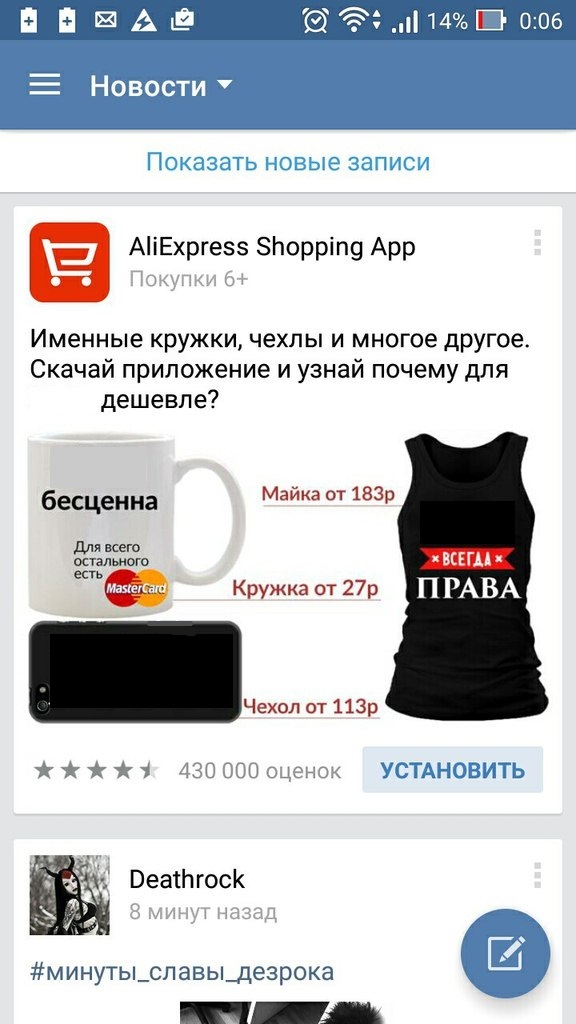 14% 0:06
Новости
Показать новые записи
AliExpress Shopping App
Покупки 6+
Именные кружки, чехлы и многое другое.
Скачай приложение и узнай почему для
дешевле?
бесценна
Для всего
остального
есть
MasterCard
Майка от 183р
ВСЕГДА
ПРАВА
Кружка от 27р
Чехол от 113р
430 000 оценок
УСТАНОВИТЬ
Deathrock
8 минут назад
#минуты_славы_дезрока